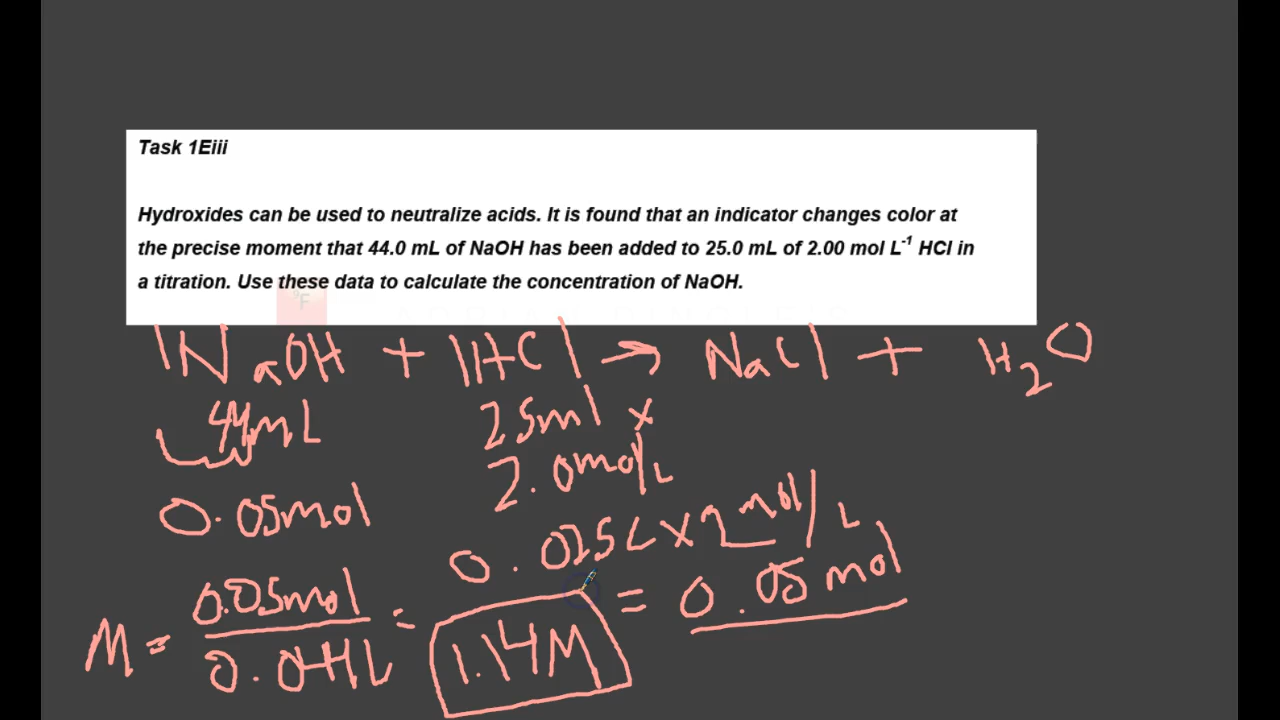 Task 1Eiii
Hydroxides can be used to neutralize acids. It is found that an indicator changes color at
the precise moment that 44.0 mL of NaOH has been added to 25.0 mL of 2.00 mol L⁻¹ HCl in
a titration. Use these data to calculate the concentration of NaOH.
F
1NaOH + 1HCl → NaCl + H₂O
44mL 25ml x
2.0mol/L
0.05mol
0.025L x 2mol/L
= 0.05 mol
M = 0.05mol / 0.044L = 1.14M